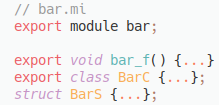 // bar.mi
export module bar;
export void bar_f() {...}
export class BarC {...};
struct BarS {...};